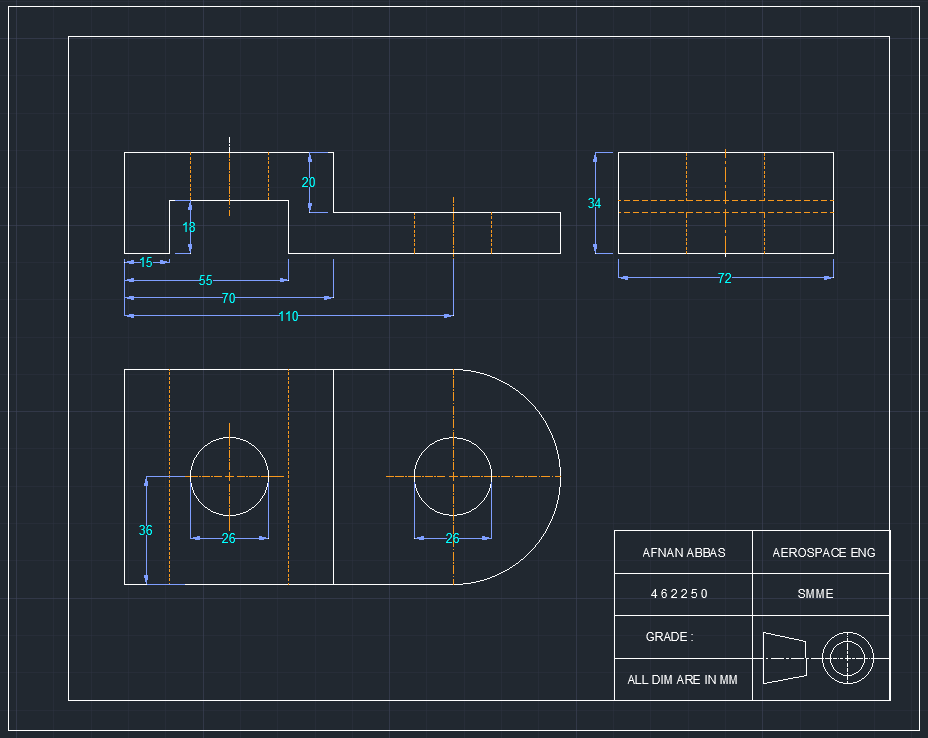 20
18
15
55
70
110
34
72
36
26
26
AFNAN ABBAS
AEROSPACE ENG
4 6 2 2 5 0
SMME
GRADE :
ALL DIM ARE IN MM